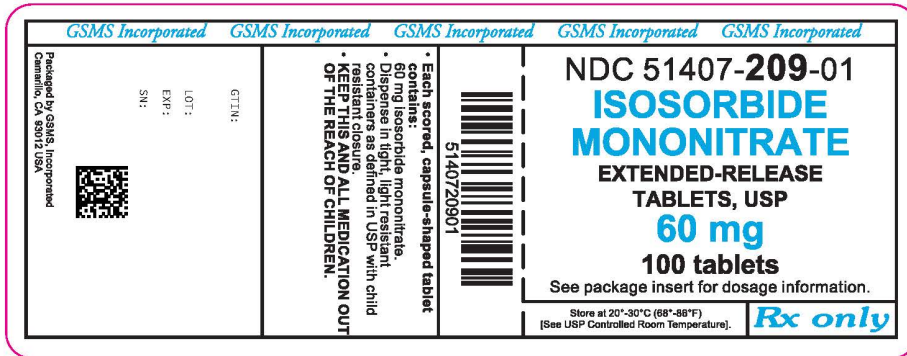 GSMS Incorporated GSMS Incorporated GSMS Incorporated GSMS Incorporated GSMS Incorporated
Packaged by GSMS, Incorporated
Camarillo, CA 93012 USA
GTIN:
LOT:
EXP:
SN:
• Each scored, capsule-shaped tablet
contains:
60 mg isosorbide mononitrate.
• Dispense in tight, light resistant
containers as defined in USP with child
resistant closure.
• KEEP THIS AND ALL MEDICATION OUT
OF THE REACH OF CHILDREN.
5140720901
NDC 51407-209-01
ISOSORBIDE
MONONITRATE
EXTENDED-RELEASE
TABLETS, USP
60 mg
100 tablets
See package insert for dosage information.
Store at 20°-30°C (68°-86°F)
[See USP Controlled Room Temperature].
Rx only